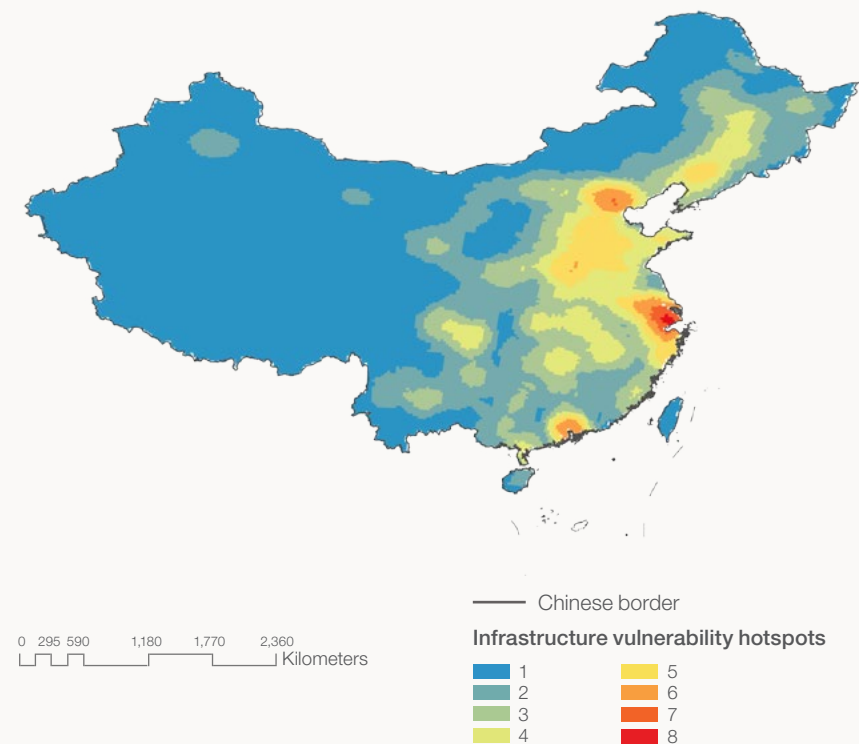 0 295 590 1,180 1,770 2,360
Kilometers
Chinese border
Infrastructure vulnerability hotspots
1
2
3
4
5
6
7
8